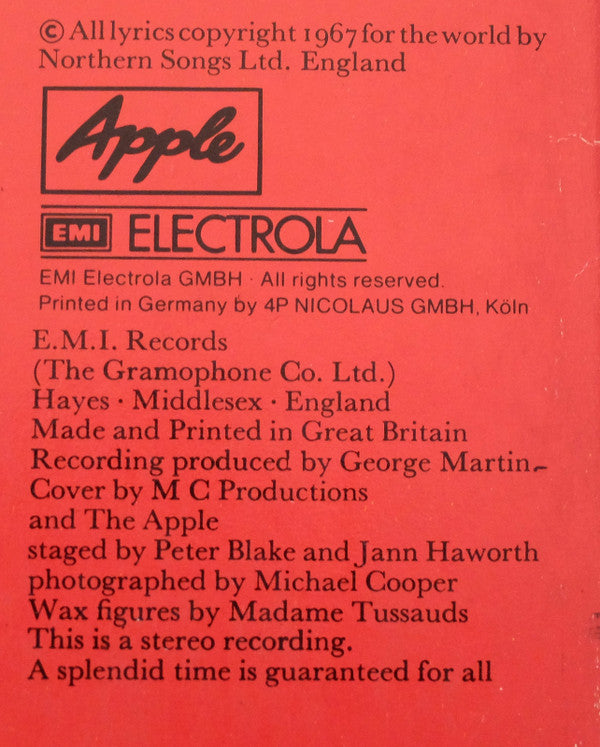 © All lyrics copyright 1967 for the world by
Northern Songs Ltd. England
Apple
EMI ELECTROLA
EMI Electrola GMBH · All rights reserved.
Printed in Germany by 4P NICOLAUS GMBH, Köln
E.M.I. Records
(The Gramophone Co. Ltd.)
Hayes · Middlesex · England
Made and Printed in Great Britain
Recording produced by George Martin
Cover by M C Productions
and The Apple
staged by Peter Blake and Jann Haworth
photographed by Michael Cooper
Wax figures by Madame Tussauds
This is a stereo recording.
A splendid time is guaranteed for all